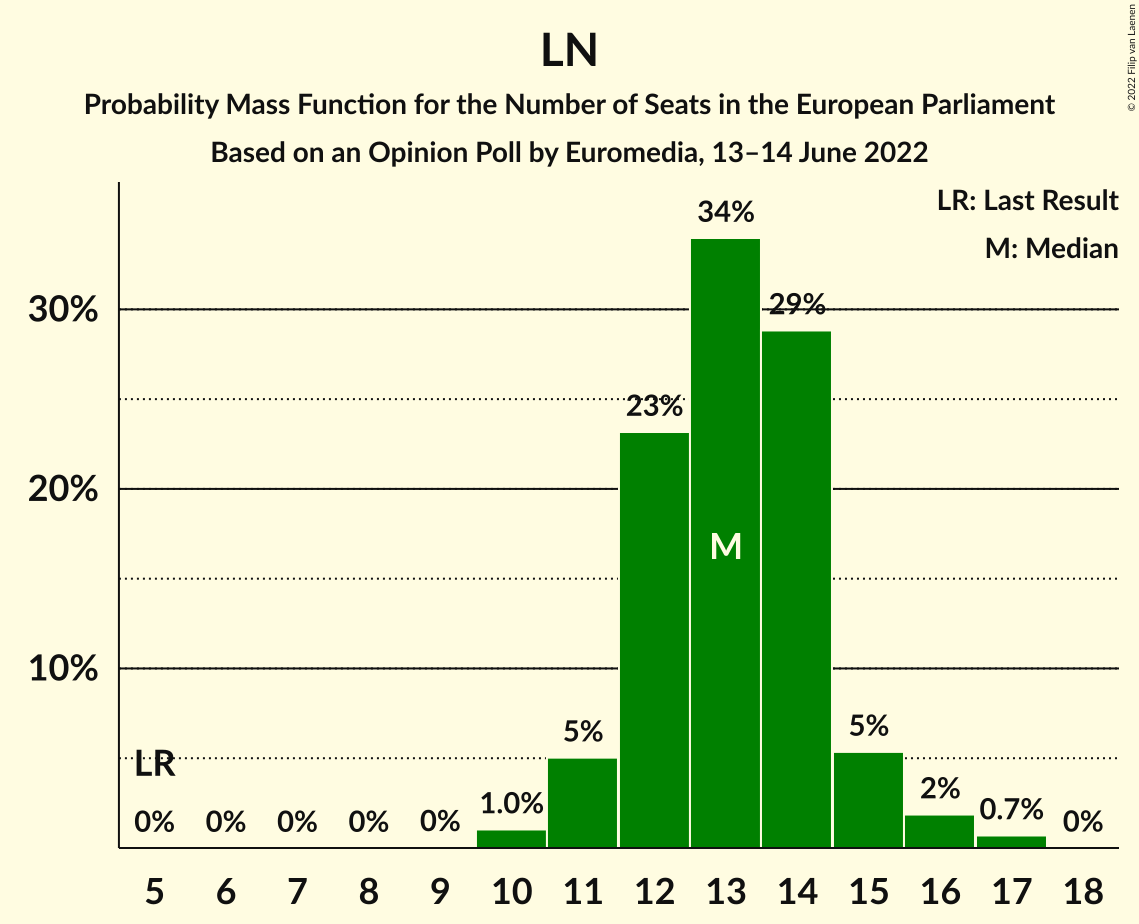 LN
Probability Mass Function for the Number of Seats in the European Parliament
Based on an Opinion Poll by Euromedia, 13–14 June 2022
© 2022 Filip van Laenen
LR: Last Result
M: Median
34%
30%
29%
23%
20%
M
10%
5%
5%
LR
2%
1.0%
0.7%
0% 0% 0% 0% 0% 0%
5 6 7 8 9 10 11 12 13 14 15 16 17 18